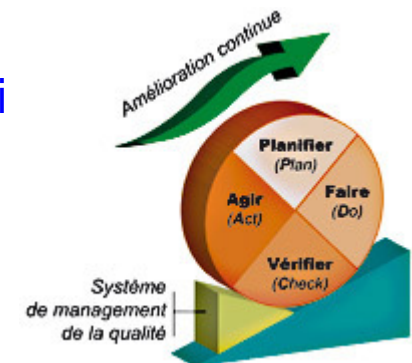 Amélioration continue
i
Planifier
(Plan)
Faire
(Do)
Agir
(Act)
Vérifier
(Check)
Système
de management
de la qualité